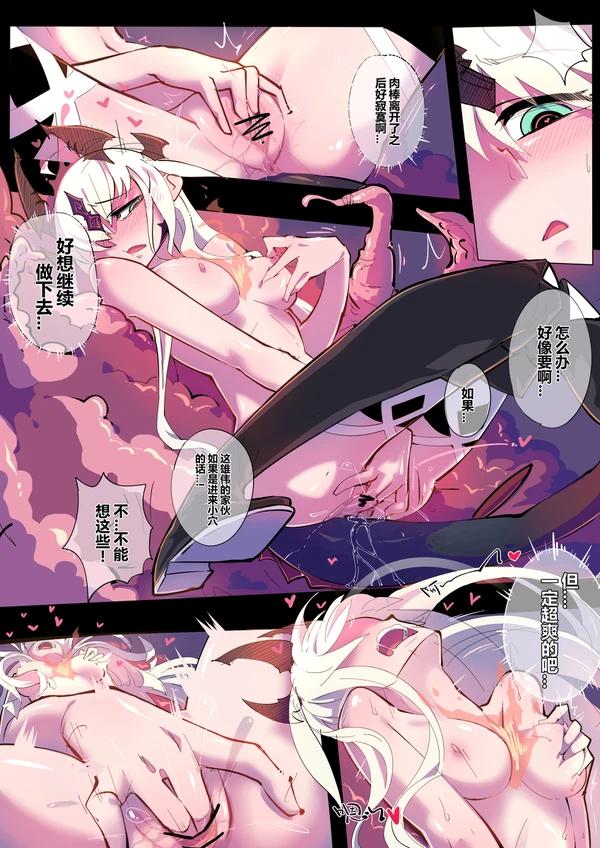 肉棒离开了之
后好寂寞啊...
好想继续
做下去...
怎么办...
好像要啊...
如果...
这雄伟的家伙
如果是进来小穴
的话...!
不...不能
想这些！
但......
一定超爽的吧...
嗯